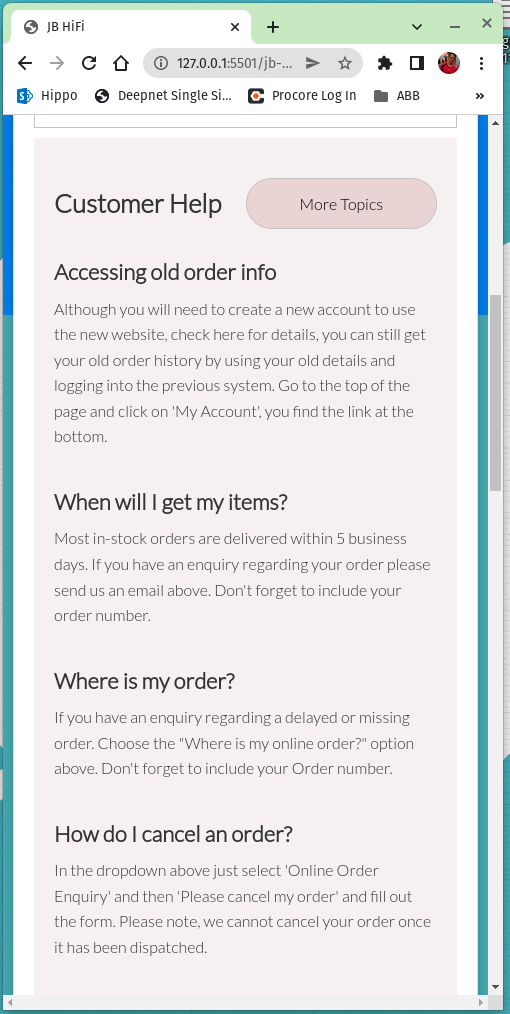 JB HiFi
127.0.0.1:5501/jb-...
Hippo
Deepnet Single Si...
Procore Log In
ABB
»
Customer Help
More Topics
Accessing old order info
Although you will need to create a new account to use
the new website, check here for details, you can still get
your old order history by using your old details and
logging into the previous system. Go to the top of the
page and click on 'My Account', you find the link at the
bottom.
When will I get my items?
Most in-stock orders are delivered within 5 business
days. If you have an enquiry regarding your order please
send us an email above. Don't forget to include your
order number.
Where is my order?
If you have an enquiry regarding a delayed or missing
order. Choose the "Where is my online order?" option
above. Don't forget to include your Order number.
How do I cancel an order?
In the dropdown above just select 'Online Order
Enquiry' and then 'Please cancel my order' and fill out
the form. Please note, we cannot cancel your order once
it has been dispatched.